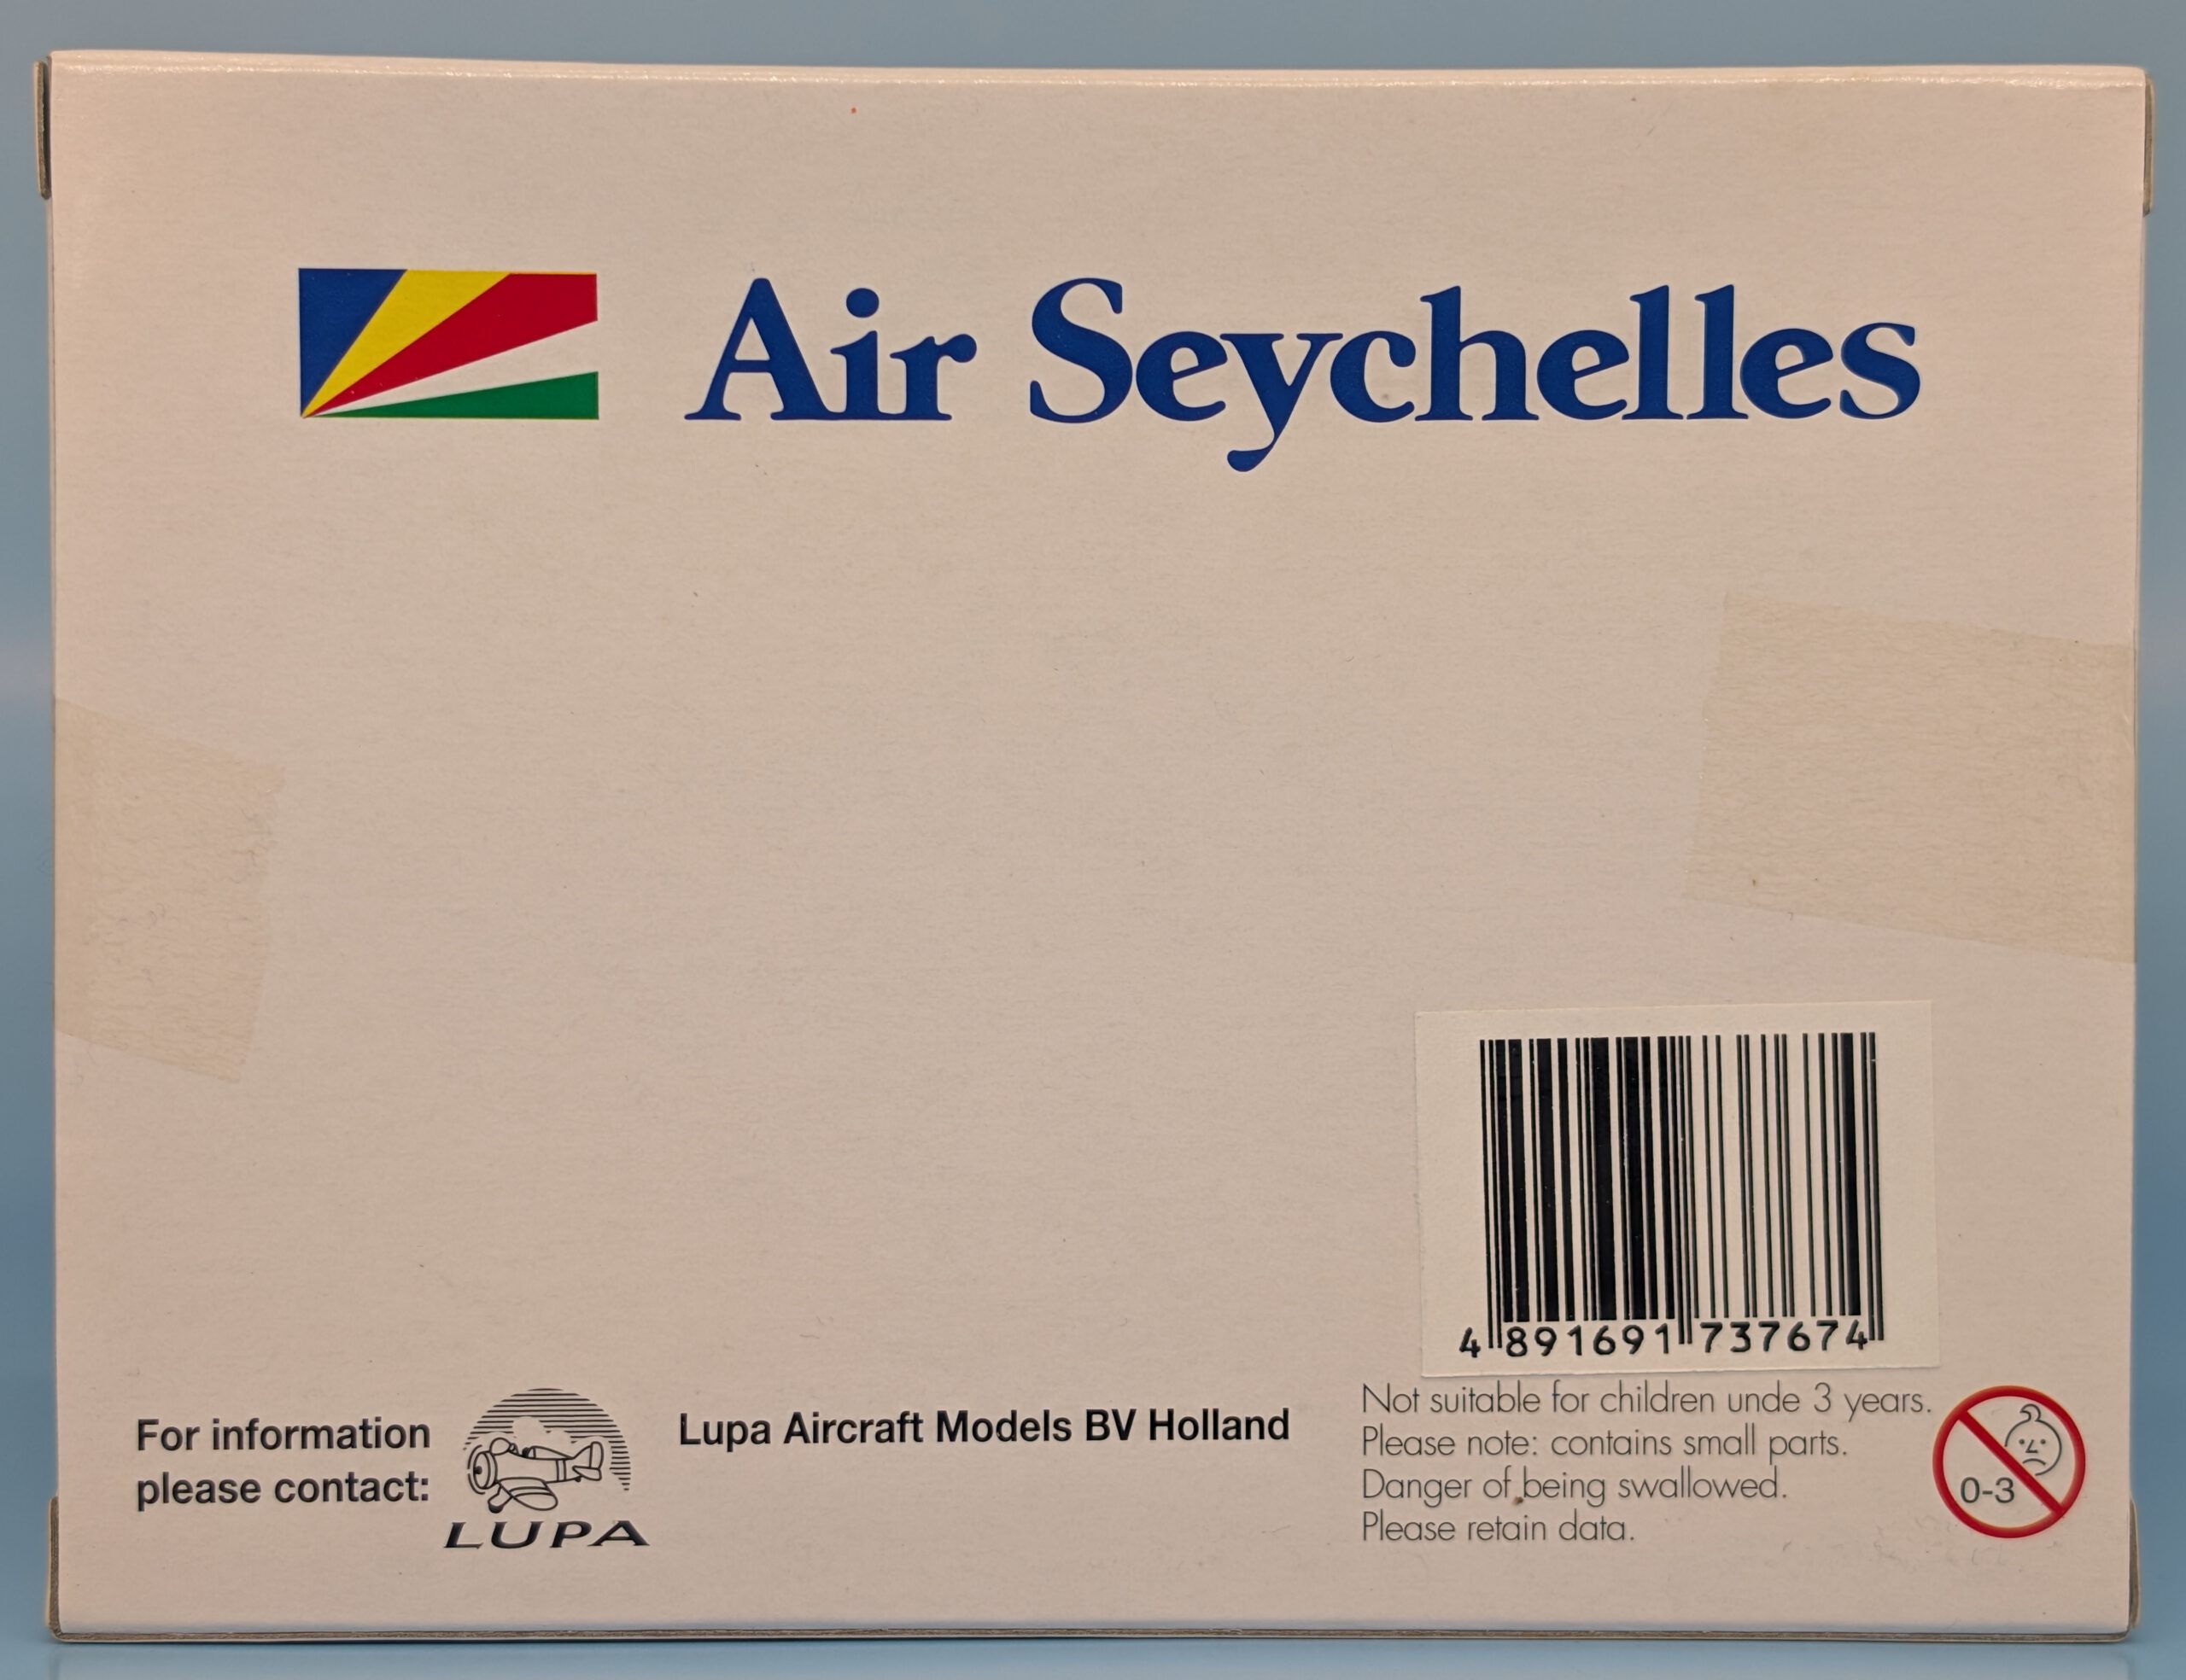 Air Seychelles
4 891691 737674
For information
please contact:
LUPA
Lupa Aircraft Models BV Holland
Not suitable for children unde 3 years.
Please note: contains small parts.
Danger of being swallowed.
Please retain data.
0-3